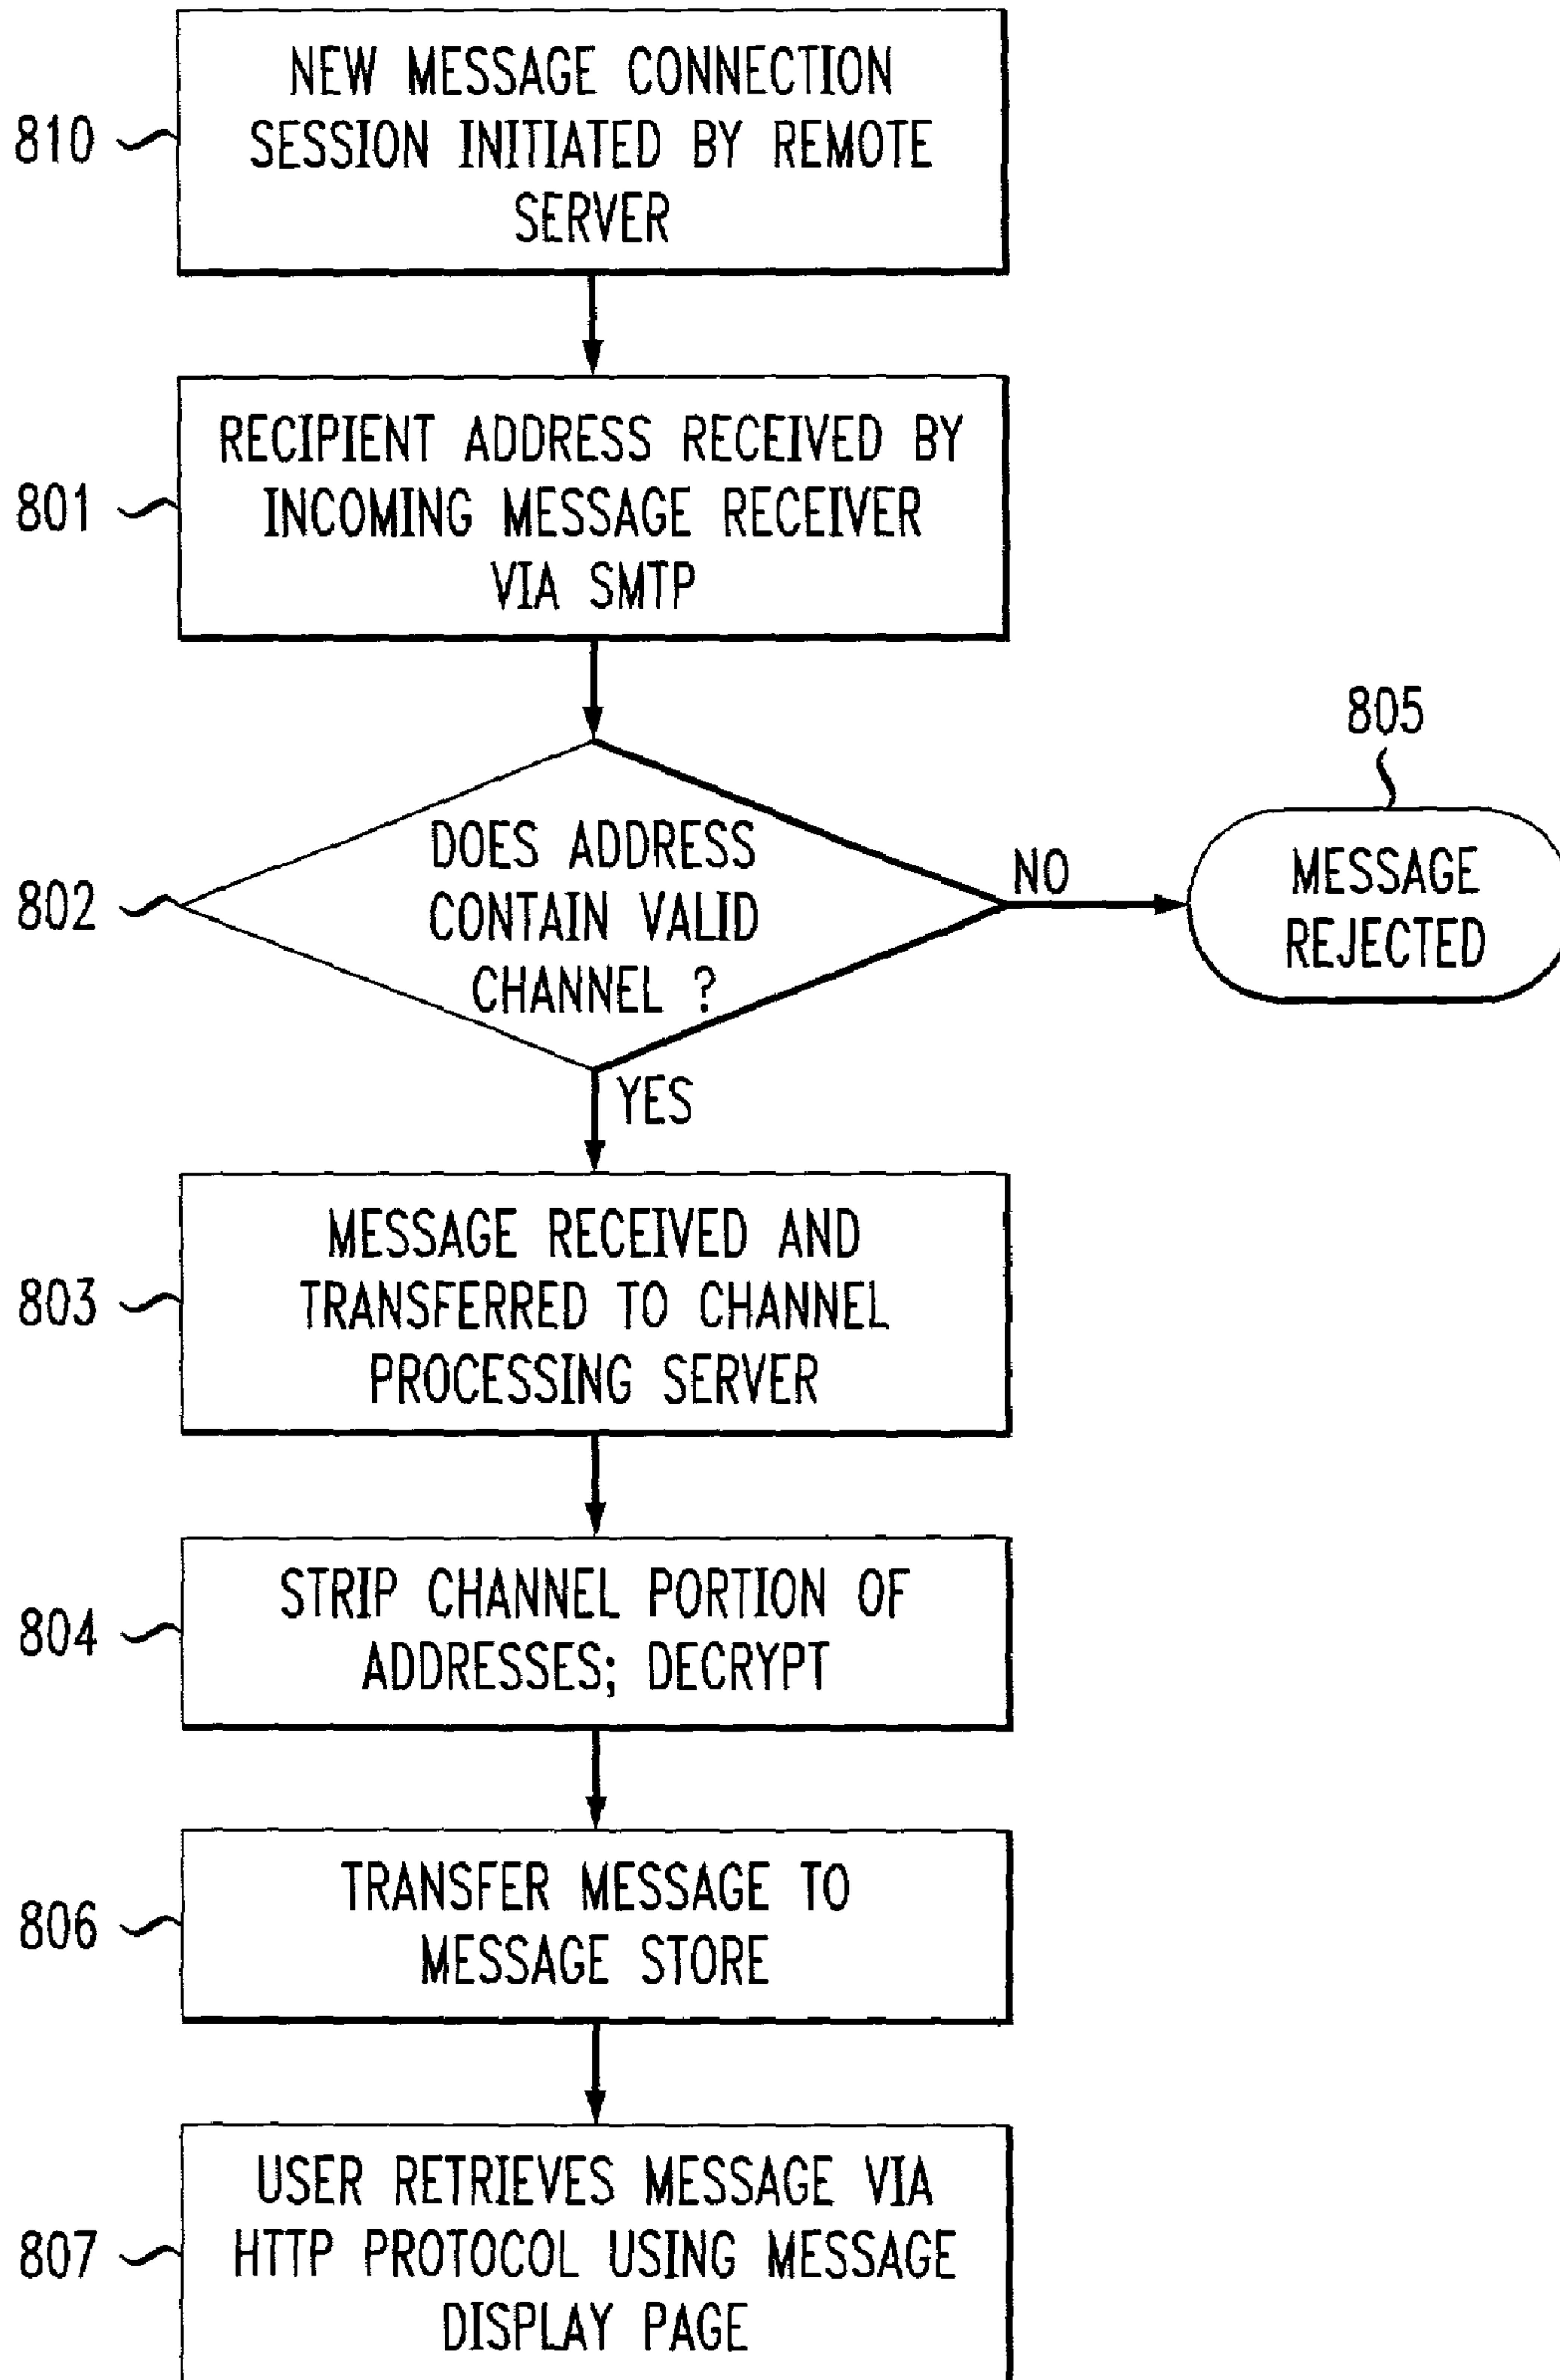 810
NEW MESSAGE CONNECTION
SESSION INITIATED BY REMOTE
SERVER
801
RECIPIENT ADDRESS RECEIVED BY
INCOMING MESSAGE RECEIVER
VIA SMTP
802
DOES ADDRESS
CONTAIN VALID
CHANNEL ?
NO
805
MESSAGE
REJECTED
YES
803
MESSAGE RECEIVED AND
TRANSFERRED TO CHANNEL
PROCESSING SERVER
804
STRIP CHANNEL PORTION OF
ADDRESSES; DECRYPT
806
TRANSFER MESSAGE TO
MESSAGE STORE
807
USER RETRIEVES MESSAGE VIA
HTTP PROTOCOL USING MESSAGE
DISPLAY PAGE